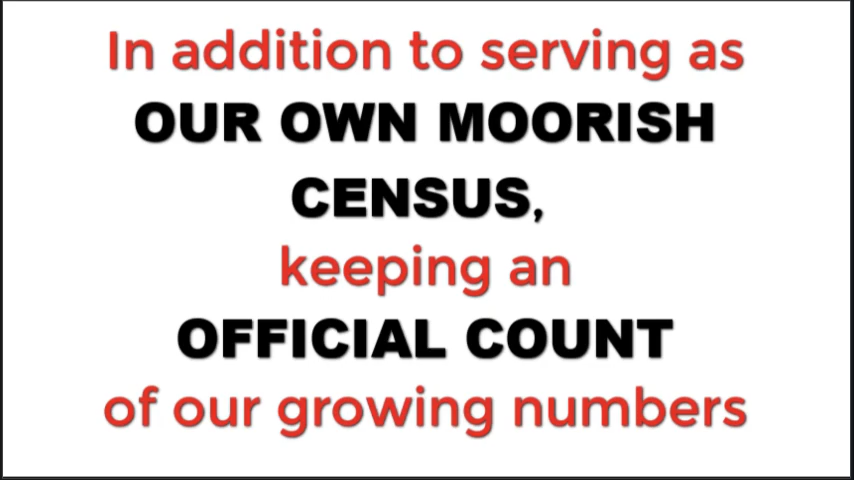 In addition to serving as
OUR OWN MOORISH
CENSUS,
keeping an
OFFICIAL COUNT
of our growing numbers